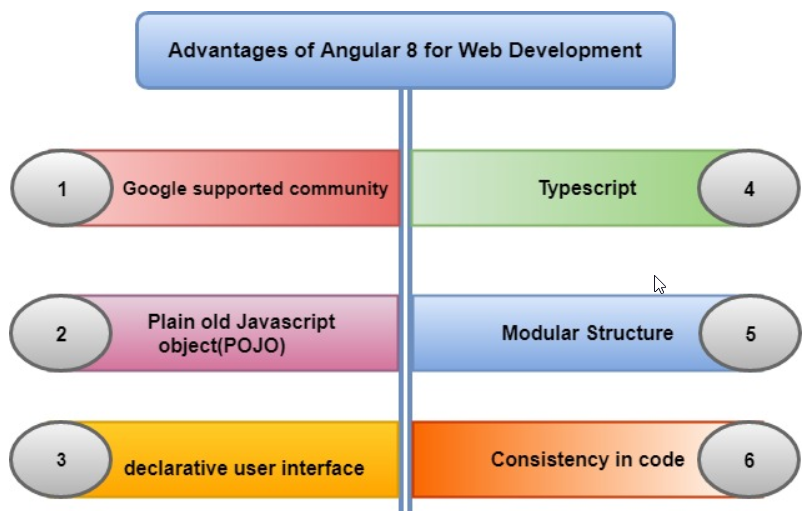 Advantages of Angular 8 for Web Development
1
Google supported community
Typescript
4
2
Plain old Javascript
object(POJO)
Modular Structure
5
3
declarative user interface
Consistency in code
6